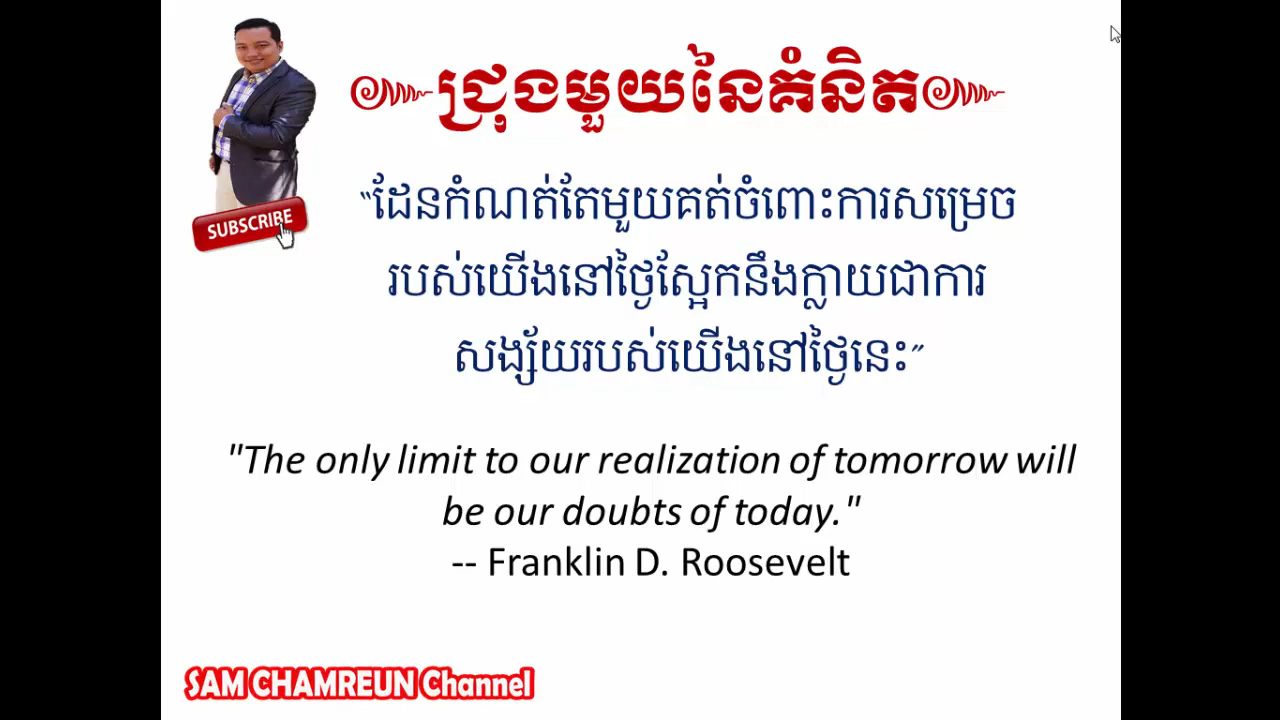 ជ្រុងមួយនៃគំនិត
“ដែនកំណត់តែមួយគត់ចំពោះការសម្រេច
របស់យើងនៅថ្ងៃស្អែកនឹងក្លាយជាការ
សង្ស័យរបស់យើងនៅថ្ងៃនេះ”
SUBSCRIBE
"The only limit to our realization of tomorrow will
be our doubts of today."
-- Franklin D. Roosevelt
SAM CHAMREUN Channel